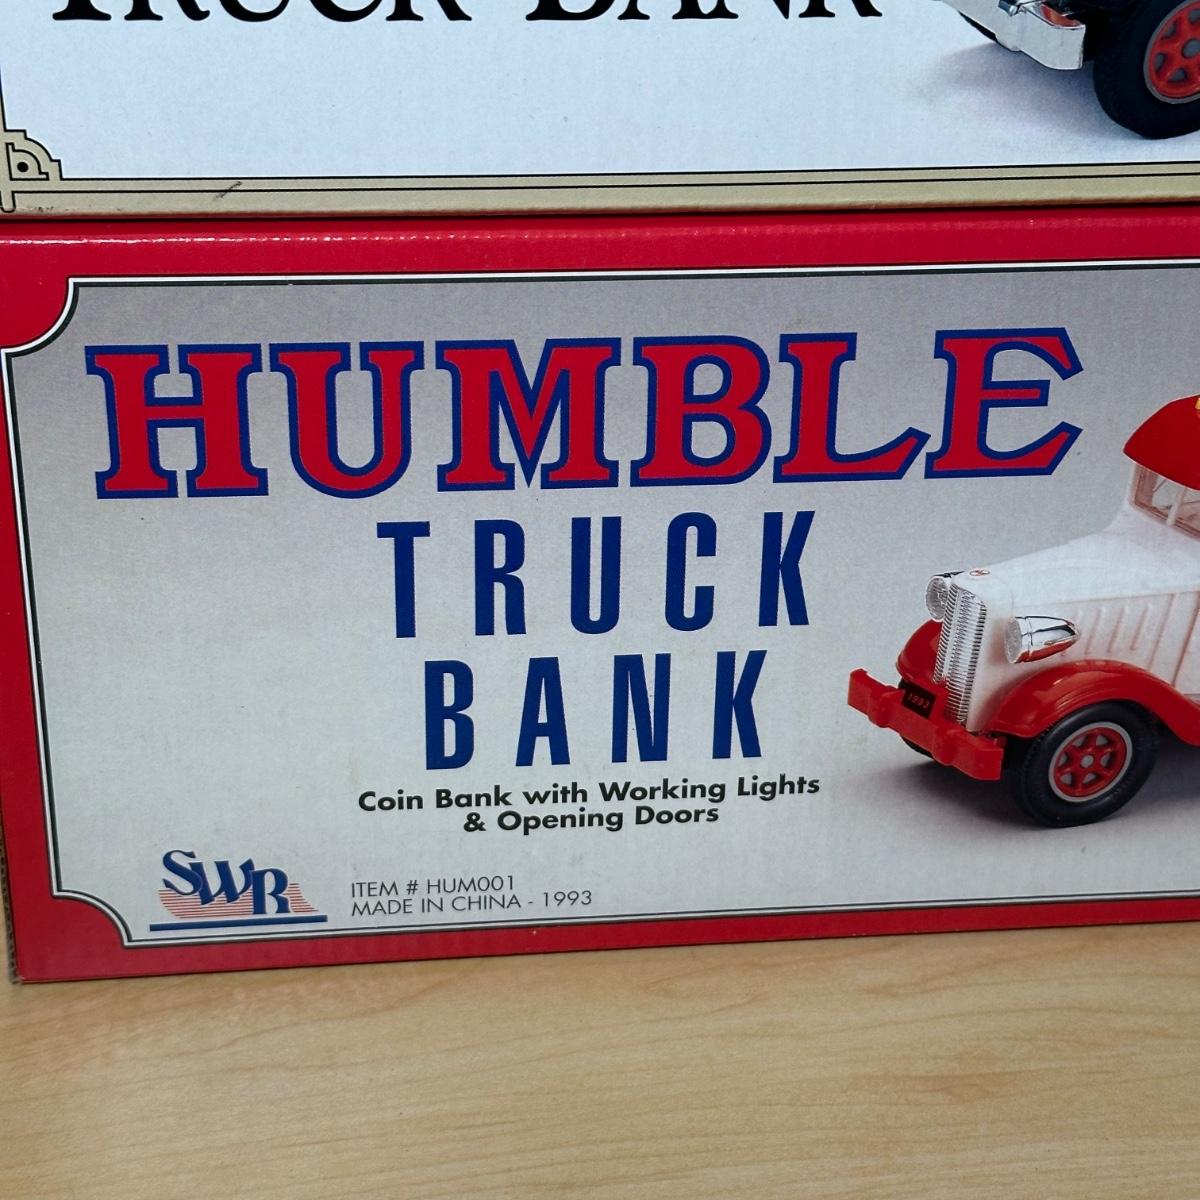 TRUCK BANK
HUMBLE
TRUCK
BANK
1993
Coin Bank with Working Lights
& Opening Doors
SWR
ITEM # HUM001
MADE IN CHINA - 1993